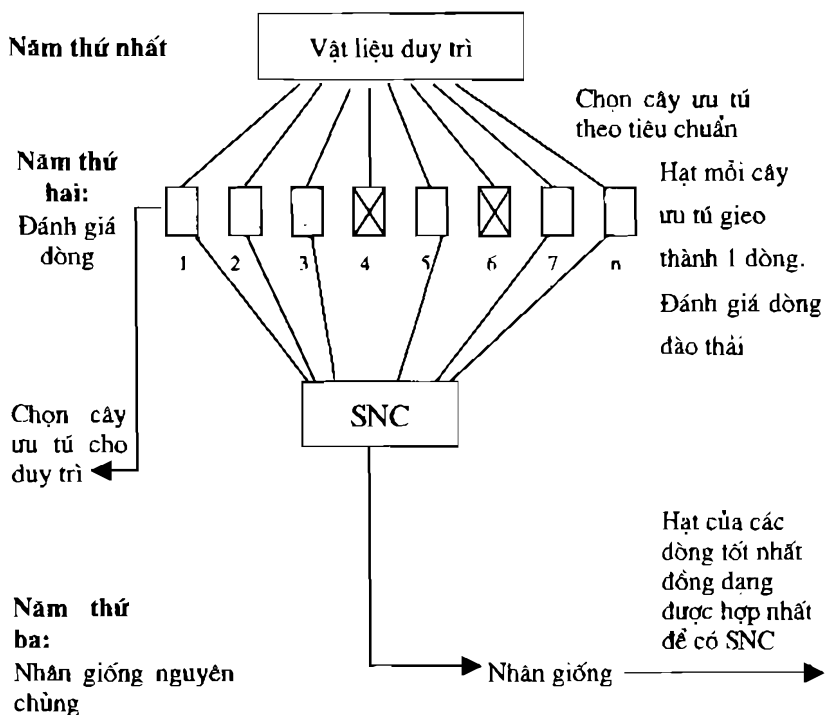 Năm thứ nhất
Vật liệu duy trì
Chọn cây ưu tú
theo tiêu chuẩn
Năm thứ
hai:
Đánh giá
dòng
Hạt mỗi cây
ưu tú gieo
thành 1 dòng.
Đánh giá dòng
đào thải
1
2
3
4
5
6
7
n
SNC
Chọn cây
ưu tú cho
duy trì
Hạt của các
dòng tốt nhất
đồng dạng
được hợp nhất
để có SNC
Năm thứ
ba:
Nhân giống nguyên
chủng
Nhân giống